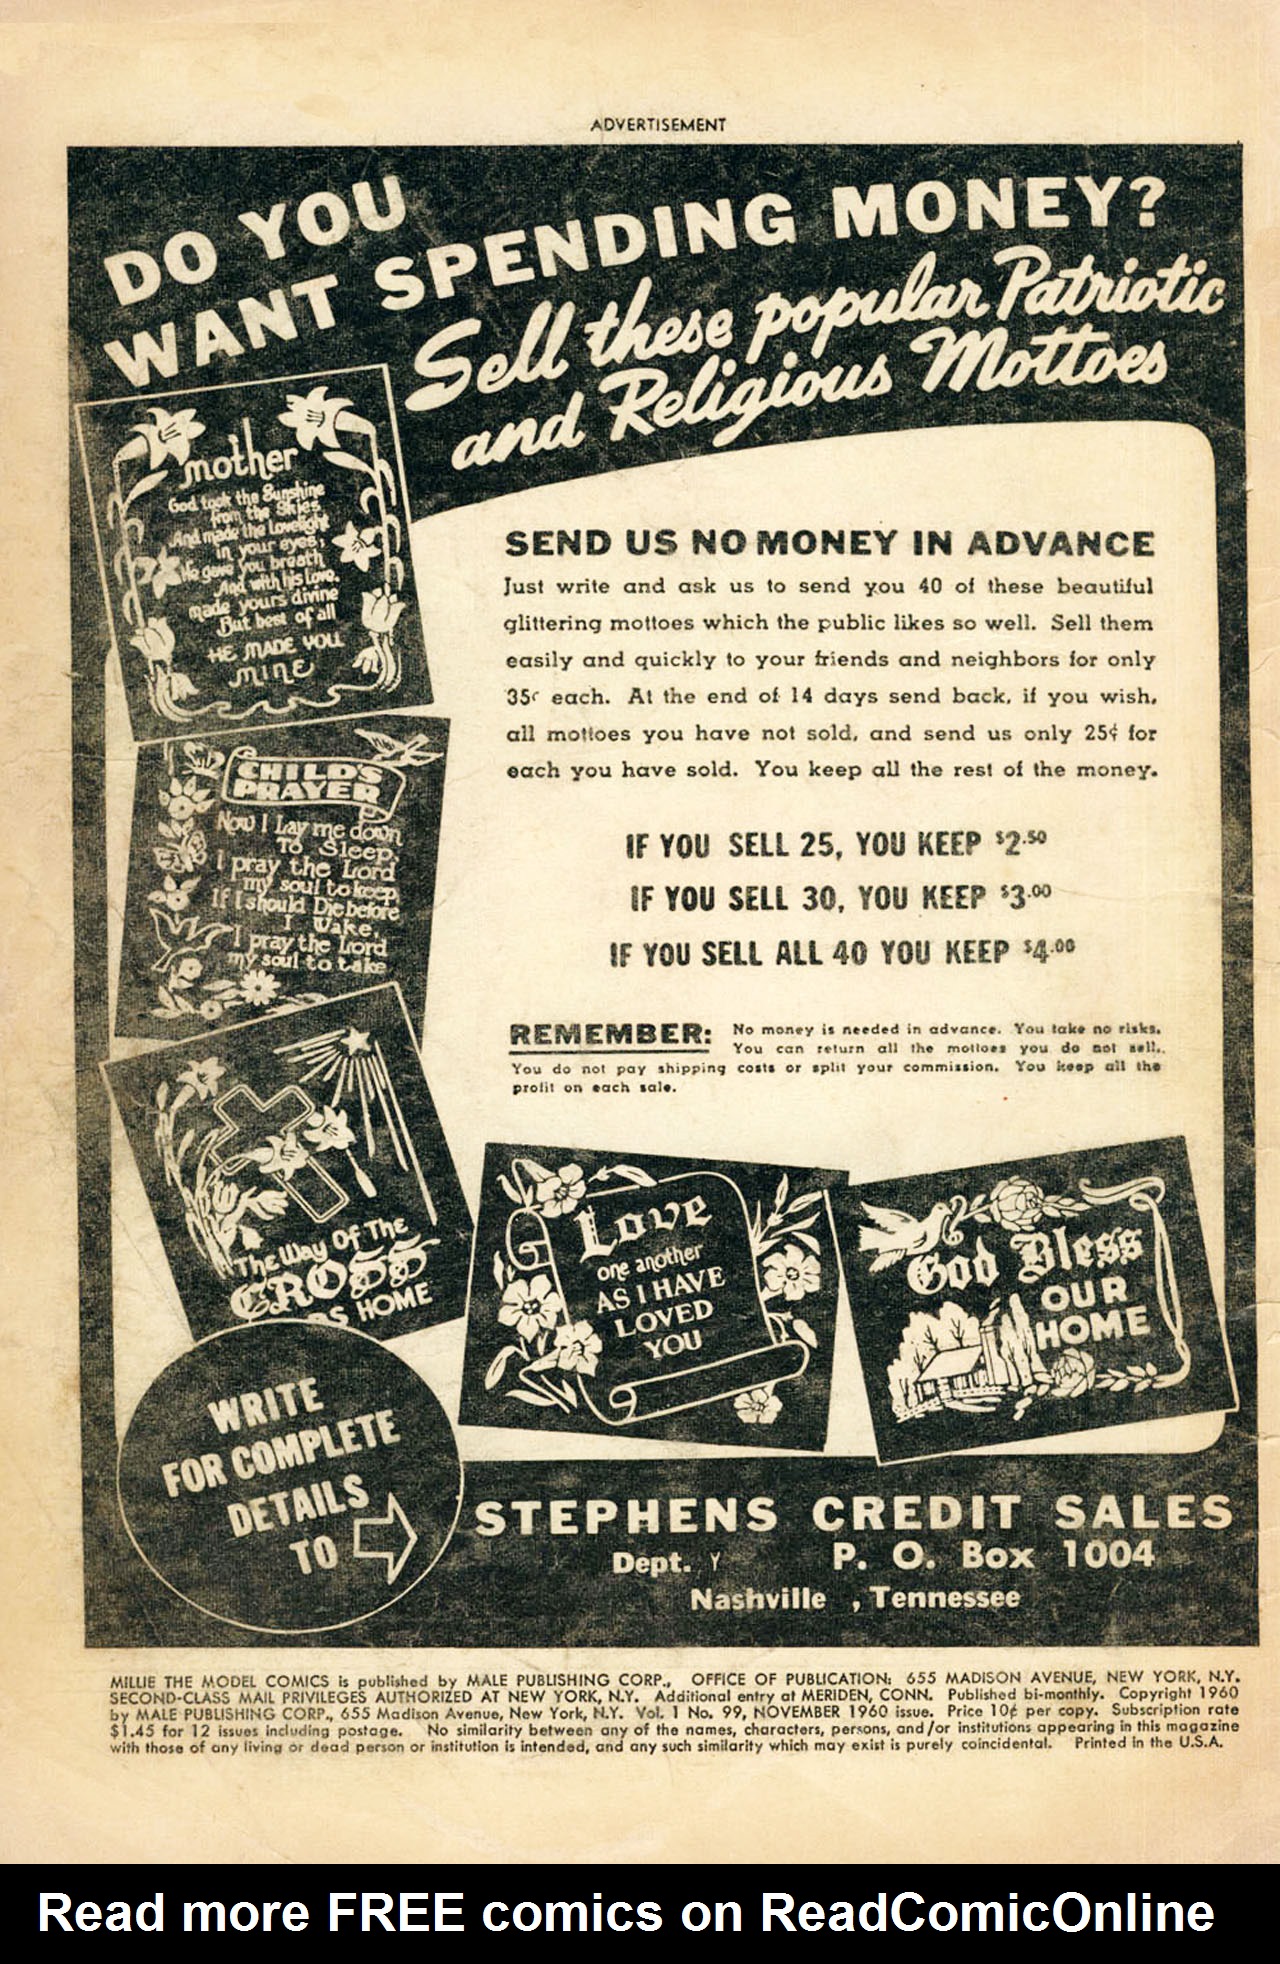 ADVERTISEMENT
DO YOU
WANT SPENDING MONEY?
Sell these popular Patriotic
and Religious Mottoes
mother
God took the Sunshine
from the Skies,
And made the Lovelight
in your eyes,
He gave you breath
And with his Love,
made yours divine
But best of all
HE MADE YOU
MINE
CHILD'S
PRAYER
Now I Lay me down
To Sleep,
I pray the Lord
my soul to keep,
If I should Die before
I Wake,
I pray the Lord
my soul to take
The Way Of The
CROSS
HOME
SEND US NO MONEY IN ADVANCE
Just write and ask us to send you 40 of these beautiful
glittering mottoes which the public likes so well. Sell them
easily and quickly to your friends and neighbors for only
35¢ each. At the end of 14 days send back, if you wish,
all mottoes you have not sold, and send us only 25¢ for
each you have sold. You keep all the rest of the money.
IF YOU SELL 25, YOU KEEP $2.50
IF YOU SELL 30, YOU KEEP $3.00
IF YOU SELL ALL 40 YOU KEEP $4.00
REMEMBER: No money is needed in advance. You take no risks.
You can return all the mottoes you do not sell.
You do not pay shipping costs or split your commission. You keep all the
profit on each sale.
Love
one another
AS I HAVE
LOVED
YOU
God Bless
OUR
HOME
WRITE
FOR COMPLETE
DETAILS
TO
STEPHENS CREDIT SALES
Dept. Y P. O. Box 1004
Nashville , Tennessee
MILLIE THE MODEL COMICS is published by MALE PUBLISHING CORP., OFFICE OF PUBLICATION: 655 MADISON AVENUE, NEW YORK, N.Y.
SECOND-CLASS MAIL PRIVILEGES AUTHORIZED AT NEW YORK, N.Y. Additional entry at MERIDEN, CONN. Published bi-monthly. Copyright 1960
by MALE PUBLISHING CORP., 655 Madison Avenue, New York, N.Y. Vol. 1 No. 99, NOVEMBER 1960 issue. Price 10¢ per copy. Subscription rate
$1.45 for 12 issues including postage. No similarity between any of the names, characters, persons, and/or institutions appearing in this magazine
with those of any living or dead person or institution is intended, and any such similarity which may exist is purely coincidental. Printed in the U.S.A.
Read more FREE comics on ReadComicOnline